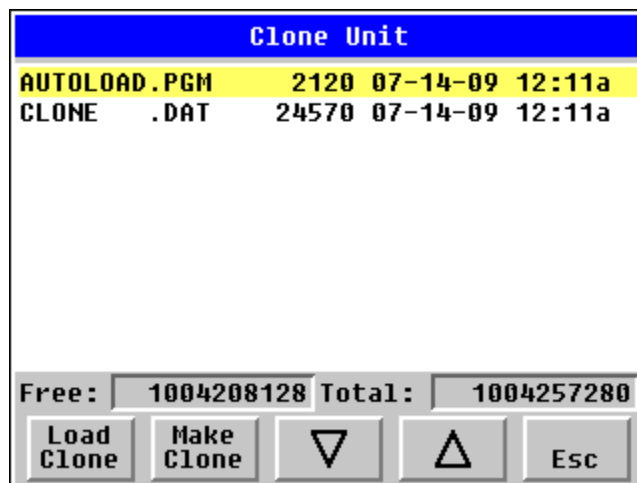 Clone Unit
AUTOLOAD.PGM 2120 07-14-09 12:11a
CLONE .DAT 24570 07-14-09 12:11a
Free: 1004208128 Total: 1004257280
Load Clone Make Clone Esc